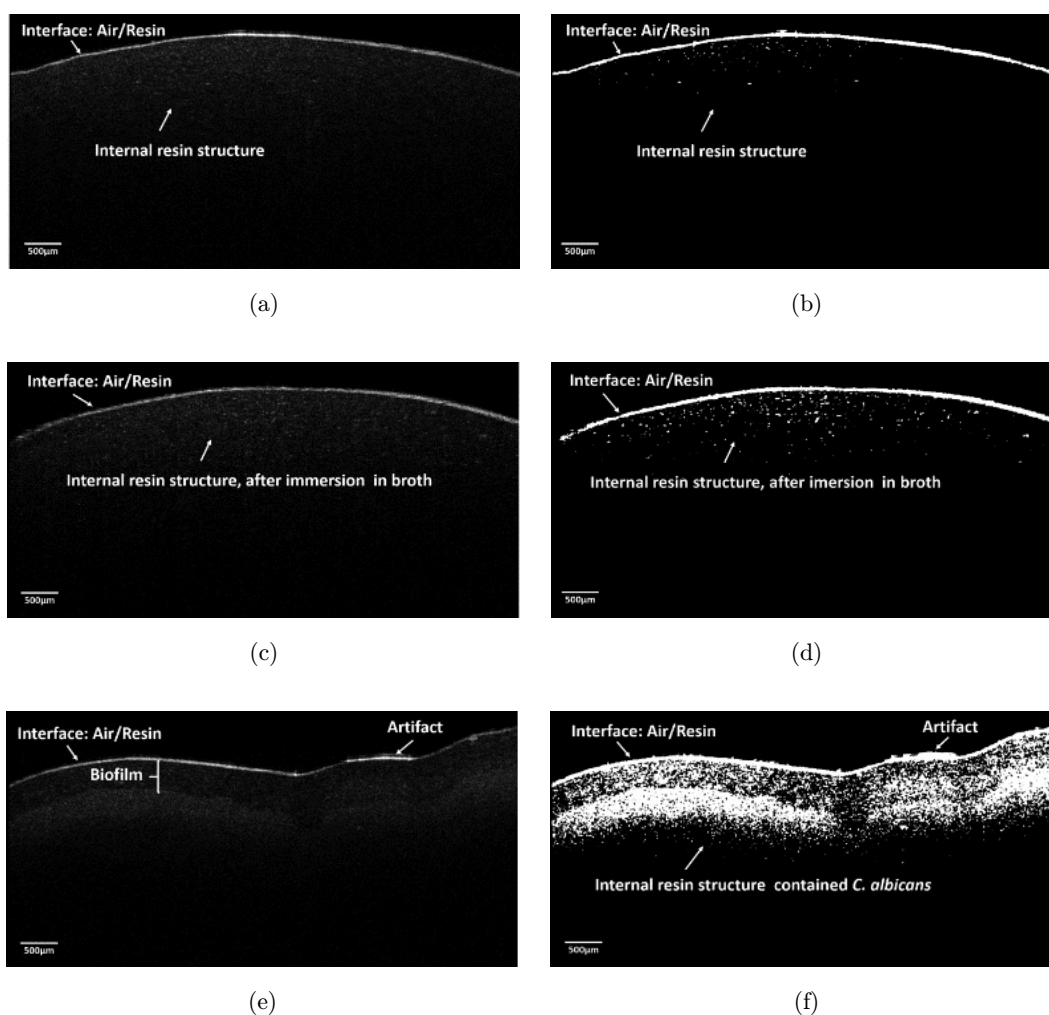 Interface: Air/Resin
Internal resin structure
500µm
(a)
Interface: Air/Resin
Internal resin structure
500µm
(b)
Interface: Air/Resin
Internal resin structure, after immersion in broth
500µm
(c)
Interface: Air/Resin
Internal resin structure, after imersion in broth
500µm
(d)
Interface: Air/Resin
Artifact
Biofilm
500µm
(e)
Interface: Air/Resin
Artifact
Internal resin structure contained C. albicans
500µm
(f)